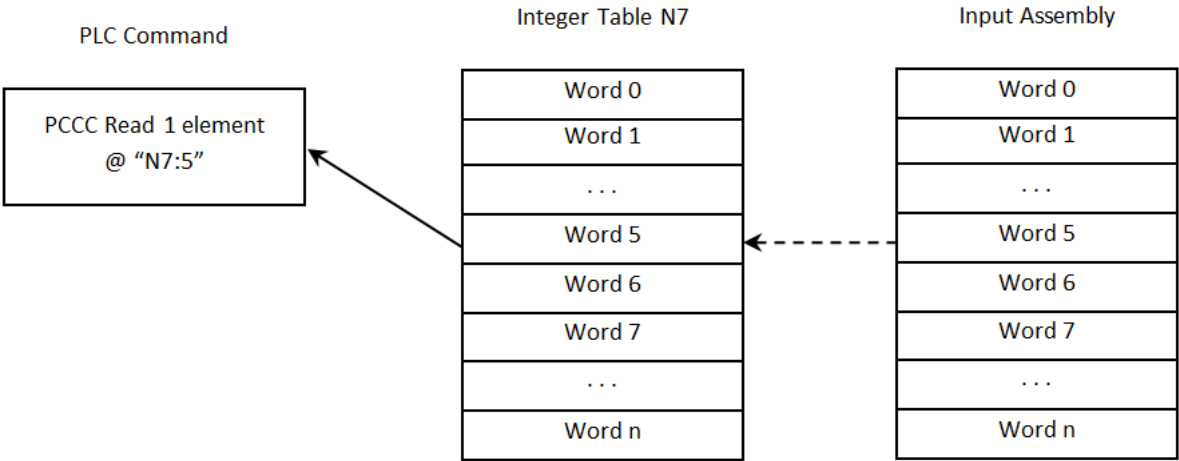 PLC Command
PCCC Read 1 element
@ “N7:5”
Integer Table N7
Word 0
Word 1
. . .
Word 5
Word 6
Word 7
. . .
Word n
Input Assembly
Word 0
Word 1
. . .
Word 5
Word 6
Word 7
. . .
Word n